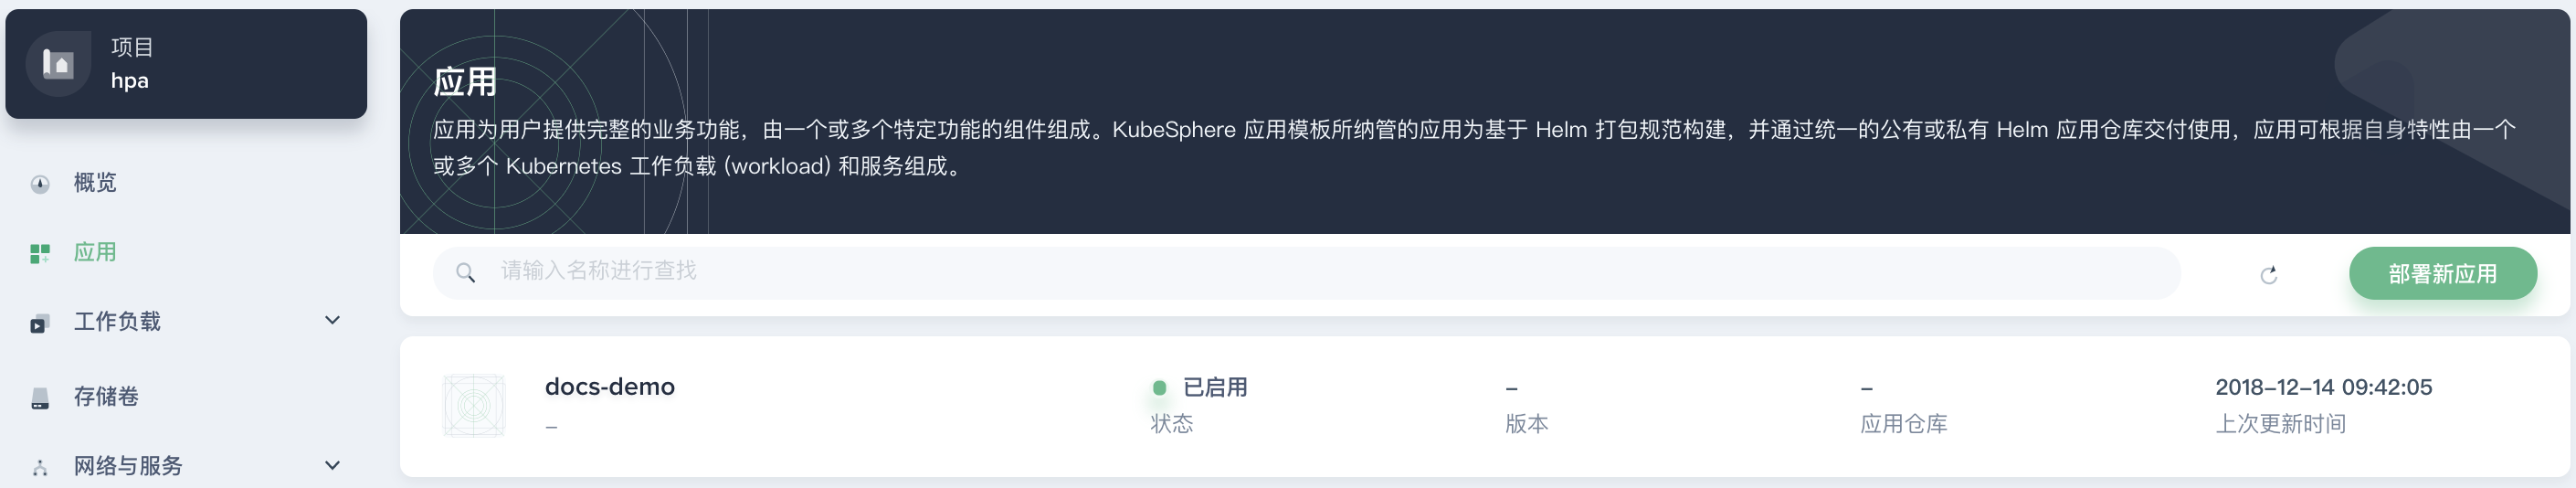 项目
hpa
概览
应用
工作负载
存储卷
网络与服务
应用
应用为用户提供完整的业务功能，由一个或多个特定功能的组件组成。KubeSphere 应用模板所纳管的应用为基于 Helm 打包规范构建，并通过统一的公有或私有 Helm 应用仓库交付使用，应用可根据自身特性由一个
或多个 Kubernetes 工作负载 (workload) 和服务组成。
请输入名称进行查找
部署新应用
docs-demo
-
已启用
状态
-
版本
-
应用仓库
2018-12-14 09:42:05
上次更新时间